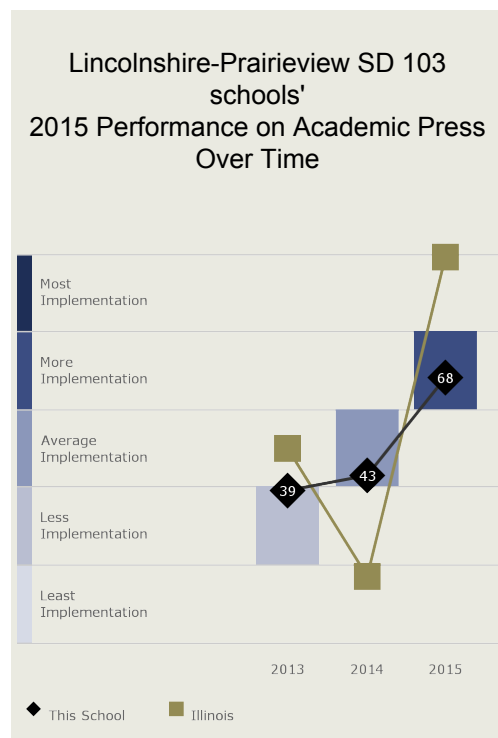 Lincolnshire-Prairieview SD 103
schools'
2015 Performance on Academic Press
Over Time
Most
Implementation
More
Implementation
68
Average
Implementation
43
39
Less
Implementation
Least
Implementation
2013 2014 2015
This School Illinois